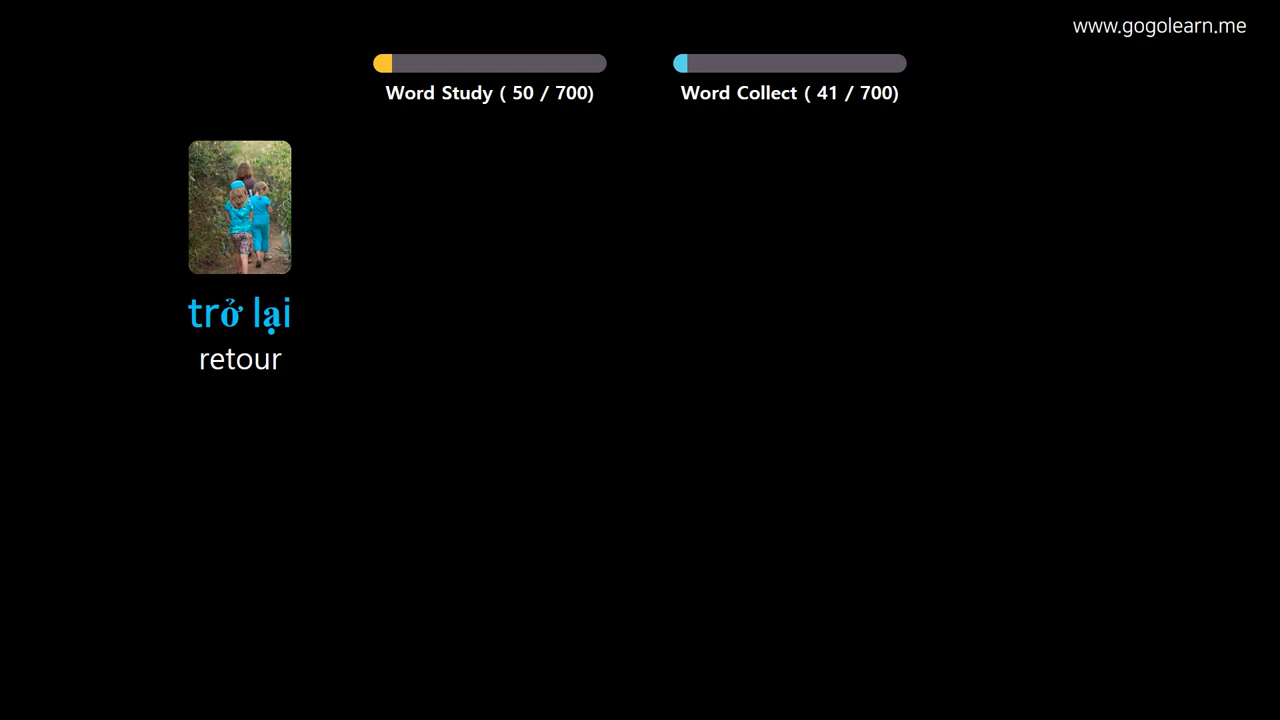 www.gogolearn.me
Word Study ( 50 / 700)
Word Collect ( 41 / 700)
trở lại
retour